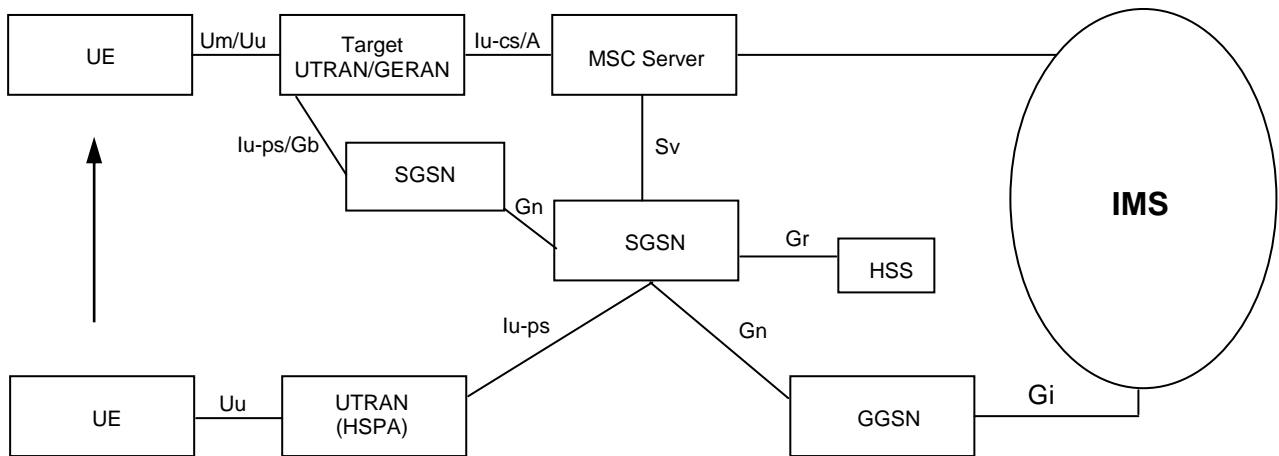 UE
Um/Uu
Target
UTRAN/GERAN
Iu-cs/A
MSC Server
Iu-ps/Gb
SGSN
Gn
Sv
SGSN
Gr
HSS
IMS
Iu-ps
Gn
UE
Uu
UTRAN
(HSPA)
GGSN
Gi